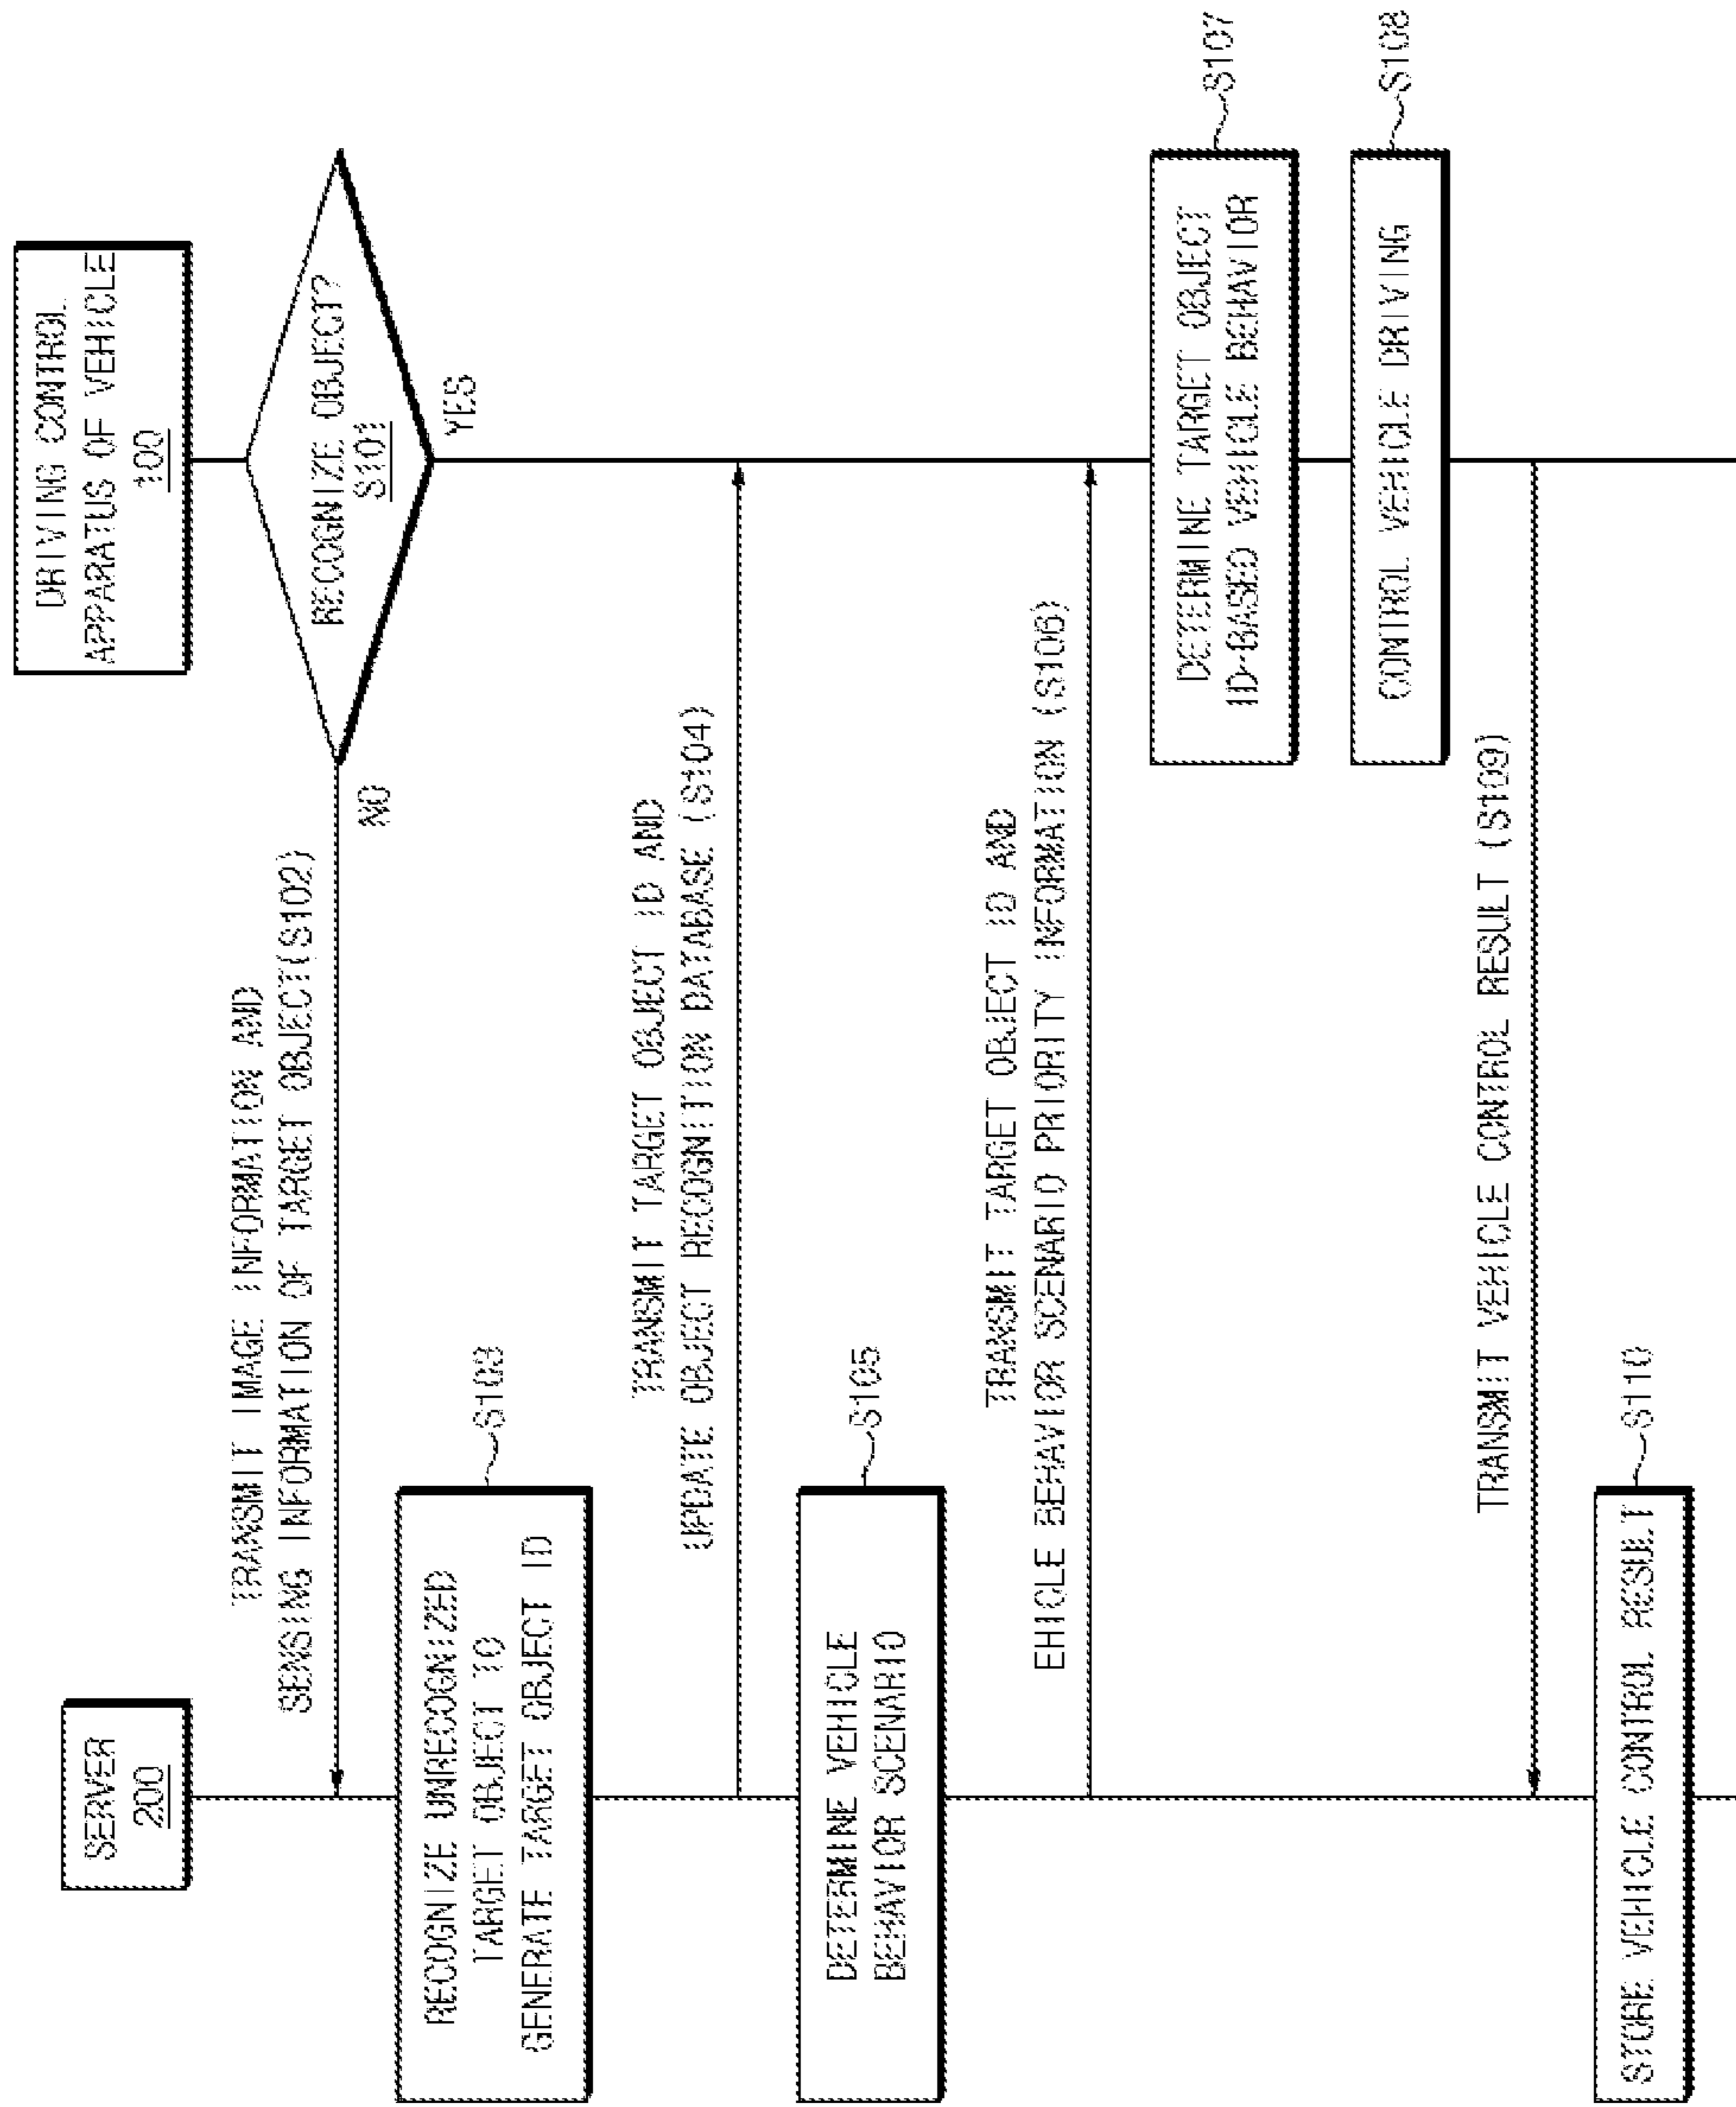 SERVER
200
DRIVING CONTROL
APPARATUS OF VEHICLE
100
RECOGNIZE OBJECT?
S101
YES
NO
TRANSMIT IMAGE INFORMATION AND
SENSING INFORMATION OF TARGET OBJECT(S102)
RECOGNIZE UNRECOGNIZED
TARGET OBJECT TO
GENERATE TARGET OBJECT ID
S103
TRANSMIT TARGET OBJECT ID AND
UPDATE OBJECT RECOGNITION DATABASE (S104)
DETERMINE VEHICLE
BEHAVIOR SCENARIO
S105
TRANSMIT TARGET OBJECT ID AND
EHICLE BEHAVIOR SCENARIO PRIORITY INFORMATION (S106)
DETERMINE TARGET OBJECT
ID-BASED VEHICLE BEHAVIOR
S107
CONTROL VEHICLE DRIVING
S108
TRANSMIT VEHICLE CONTROL RESULT (S109)
STORE VEHICLE CONTROL RESULT
S110